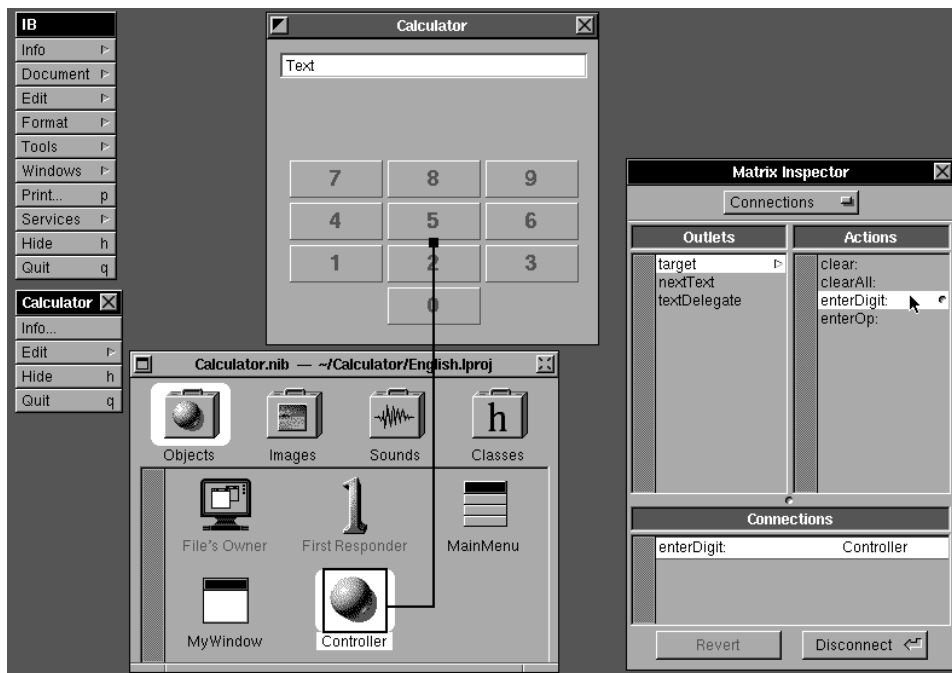 IB
Info
Document
Edit
Format
Tools
Windows
Print... p
Services
Hide h
Quit q
Calculator
Info...
Edit
Hide h
Quit q
Calculator
Text
7 8 9
4 5 6
1 2 3
0
Calculator.nib — ~/Calculator/English.lproj
Objects Images Sounds Classes
h
File's Owner First Responder MainMenu
MyWindow Controller
Matrix Inspector
Connections
Outlets Actions
target clear:
nextText clearAll:
textDelegate enterDigit:
enterOp:
Connections
enterDigit: Controller
Revert Disconnect